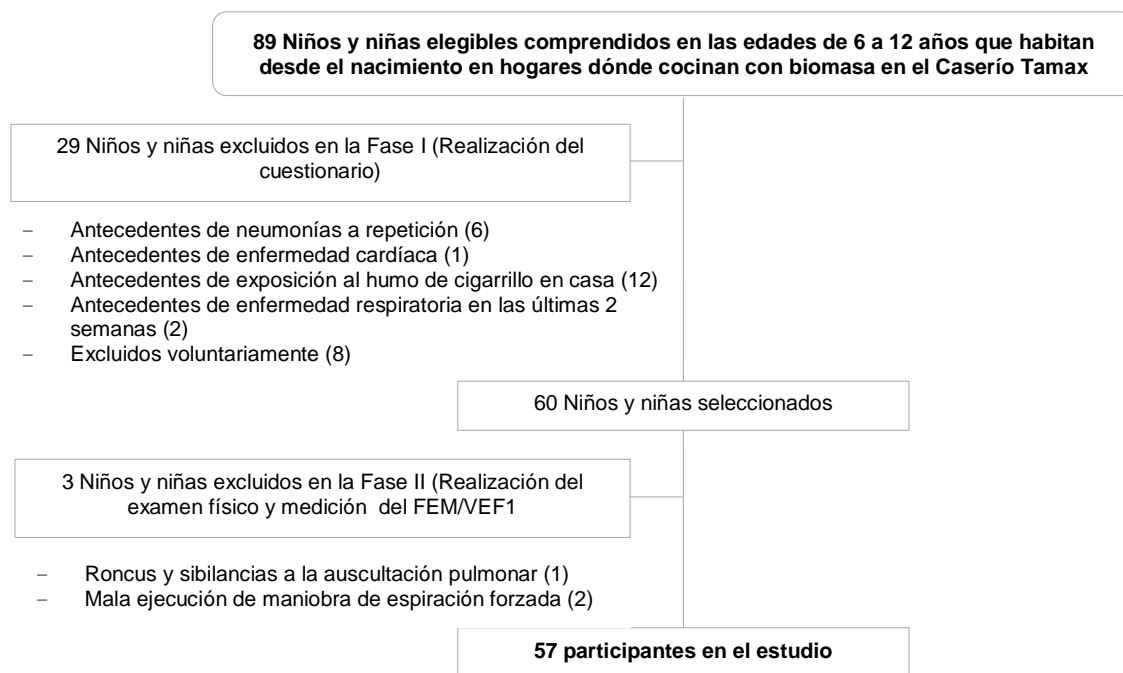 89 Niños y niñas elegibles comprendidos en las edades de 6 a 12 años que habitan
desde el nacimiento en hogares dónde cocinan con biomasa en el Caserío Tamax
29 Niños y niñas excluidos en la Fase I (Realización del
cuestionario)
− Antecedentes de neumonías a repetición (6)
− Antecedentes de enfermedad cardíaca (1)
− Antecedentes de exposición al humo de cigarrillo en casa (12)
− Antecedentes de enfermedad respiratoria en las últimas 2
semanas (2)
− Excluidos voluntariamente (8)
60 Niños y niñas seleccionados
3 Niños y niñas excluidos en la Fase II (Realización del
examen físico y medición del FEM/VEF1
− Roncus y sibilancias a la auscultación pulmonar (1)
− Mala ejecución de maniobra de espiración forzada (2)
57 participantes en el estudio